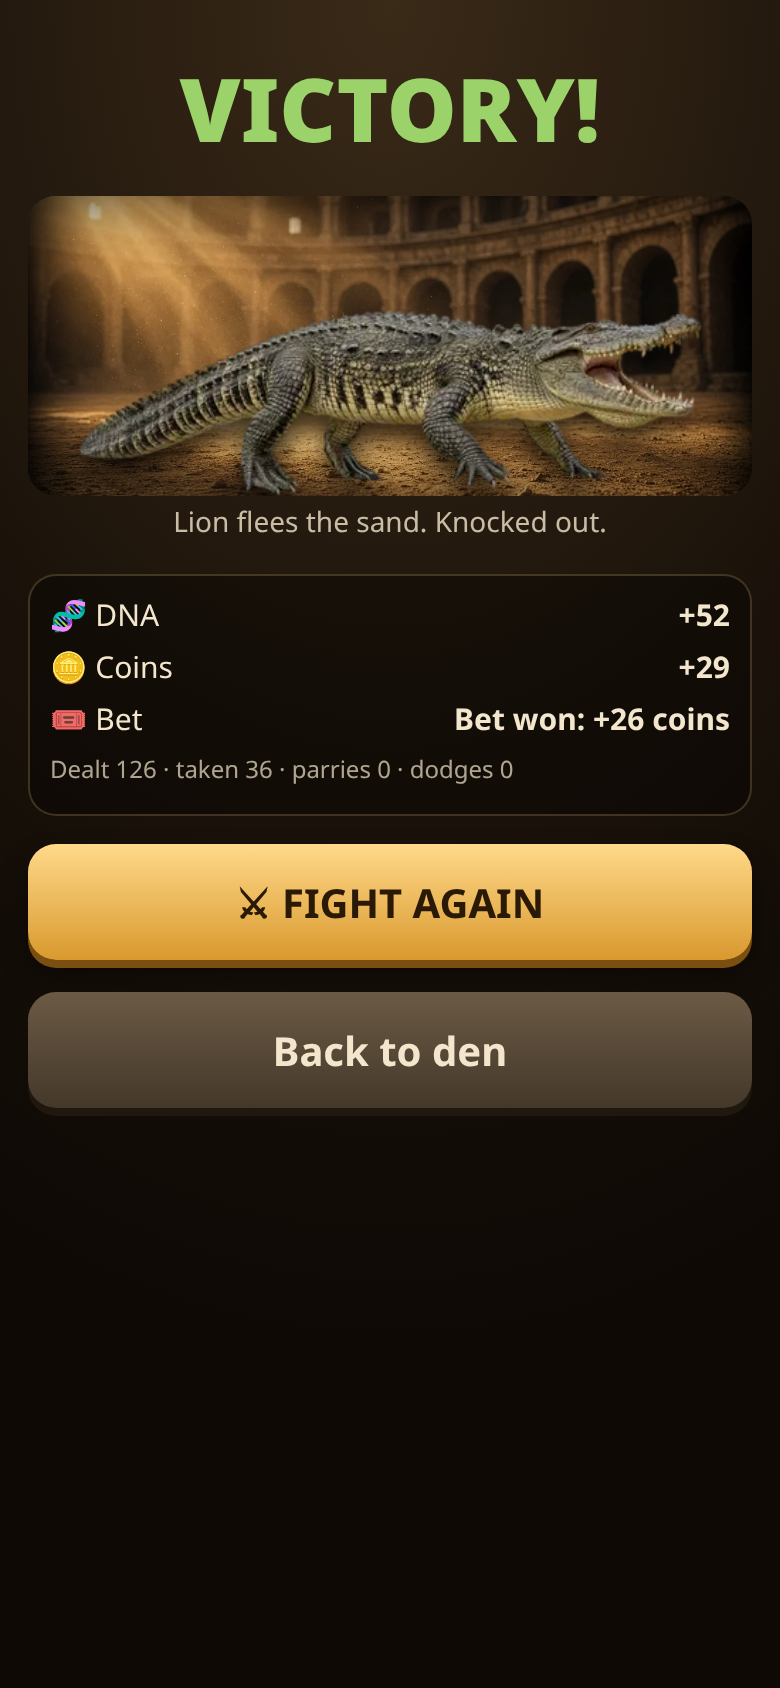 VICTORY!
Lion flees the sand. Knocked out.
🧬 DNA +52
🪙 Coins +29
🎟️ Bet Bet won: +26 coins
Dealt 126 · taken 36 · parries 0 · dodges 0
⚔ FIGHT AGAIN
Back to den